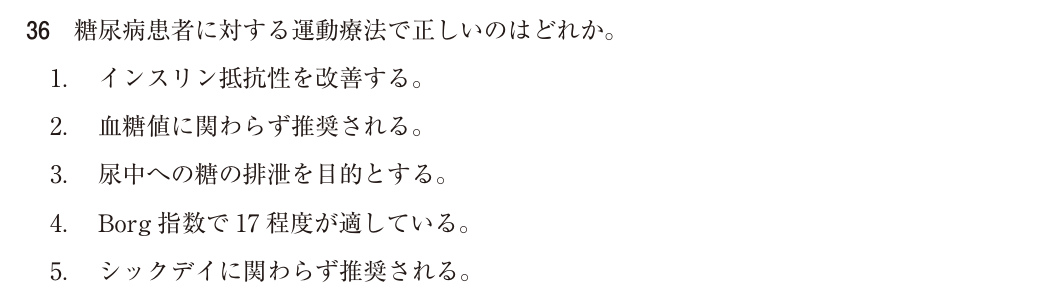 36 糖尿病患者に対する運動療法で正しいのはどれか。
1. インスリン抵抗性を改善する。
2. 血糖値に関わらず推奨される。
3. 尿中への糖の排泄を目的とする。
4. Borg 指数で 17 程度が適している。
5. シックデイに関わらず推奨される。